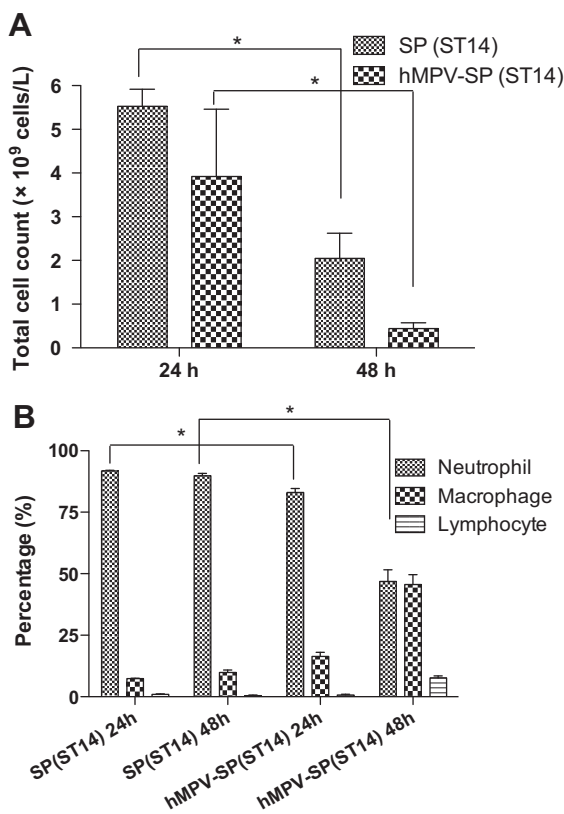 A
*
SP (ST14)
hMPV-SP (ST14)
*
Total cell count (× 10⁹ cells/L)
6
5
4
3
2
1
0
24 h
48 h
B
*
*
Neutrophil
Macrophage
Lymphocyte
Percentage (%)
100
75
50
25
0
SP(ST14) 24h
SP(ST14) 48h
hMPV-SP(ST14) 24h
hMPV-SP(ST14) 48h